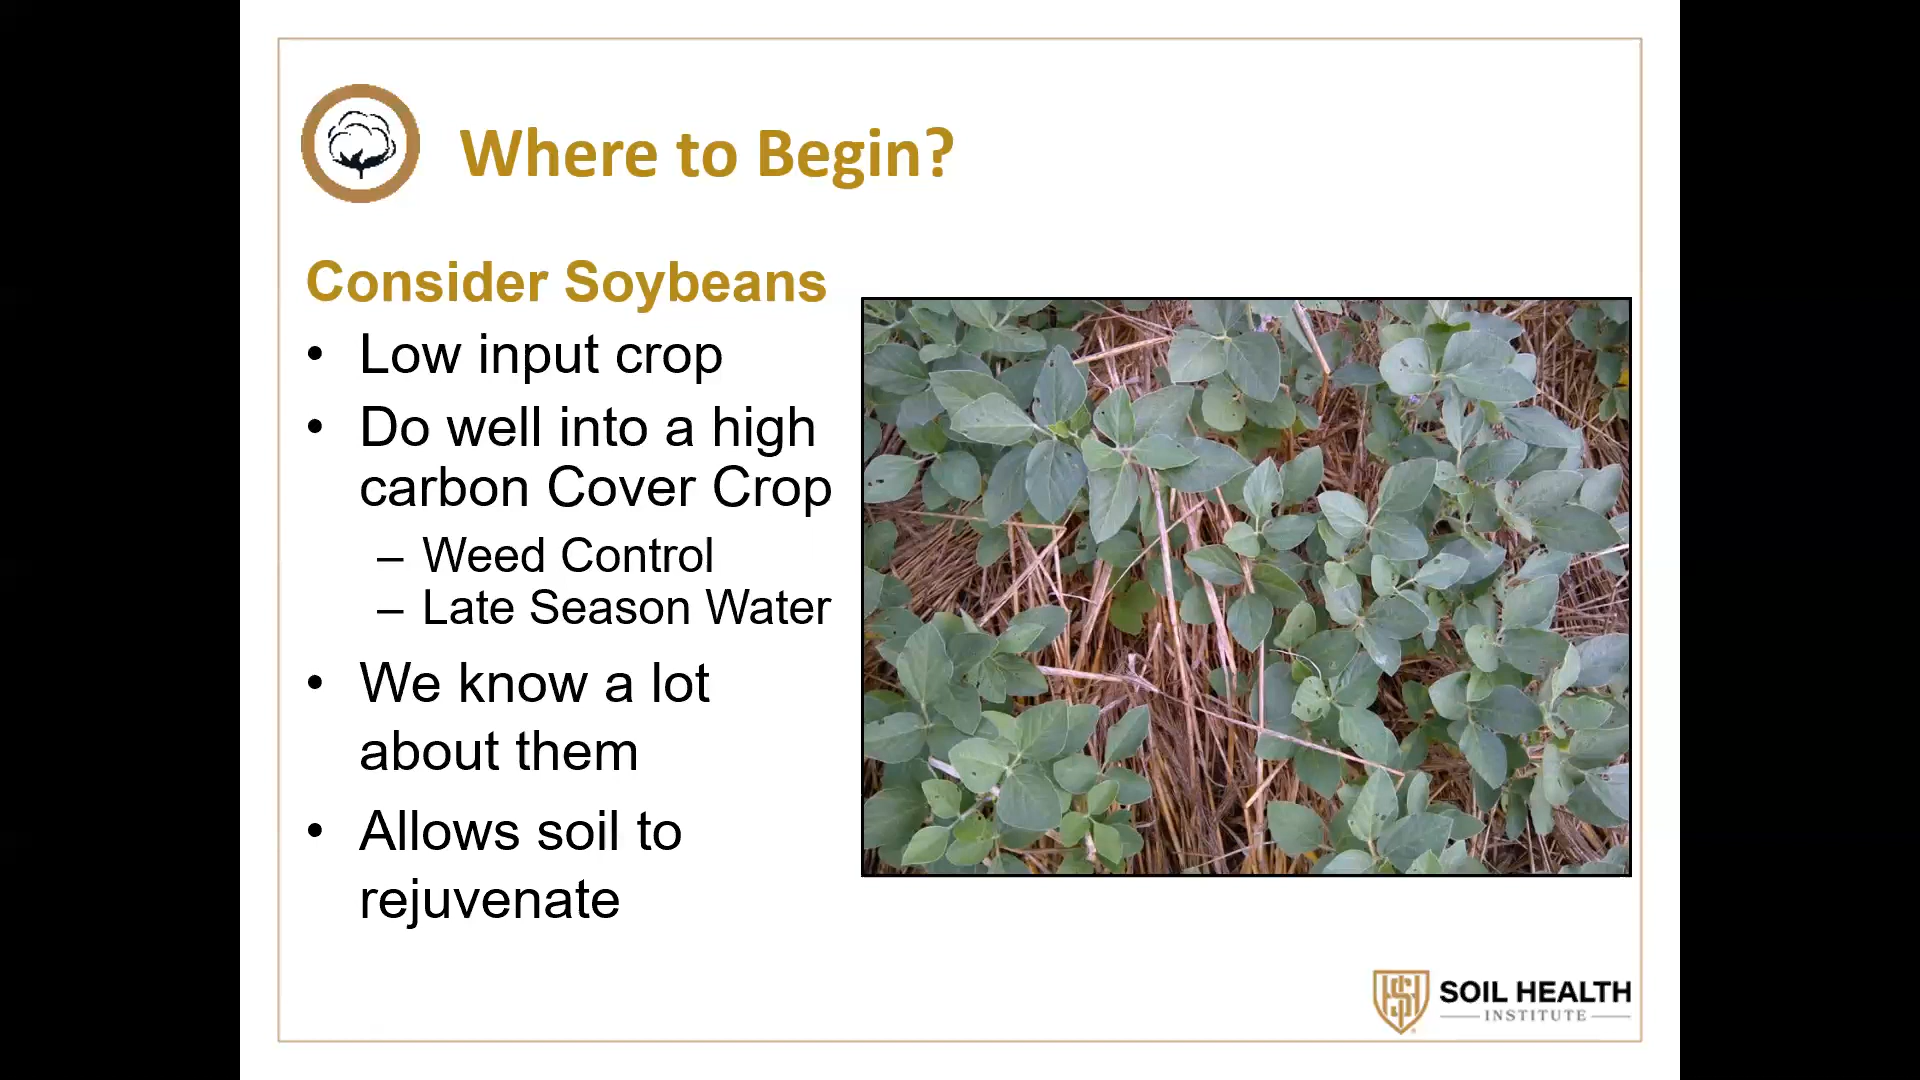 Where to Begin?
Consider Soybeans
• Low input crop
• Do well into a high
carbon Cover Crop
– Weed Control
– Late Season Water
• We know a lot
about them
• Allows soil to
rejuvenate
SOIL HEALTH
INSTITUTE